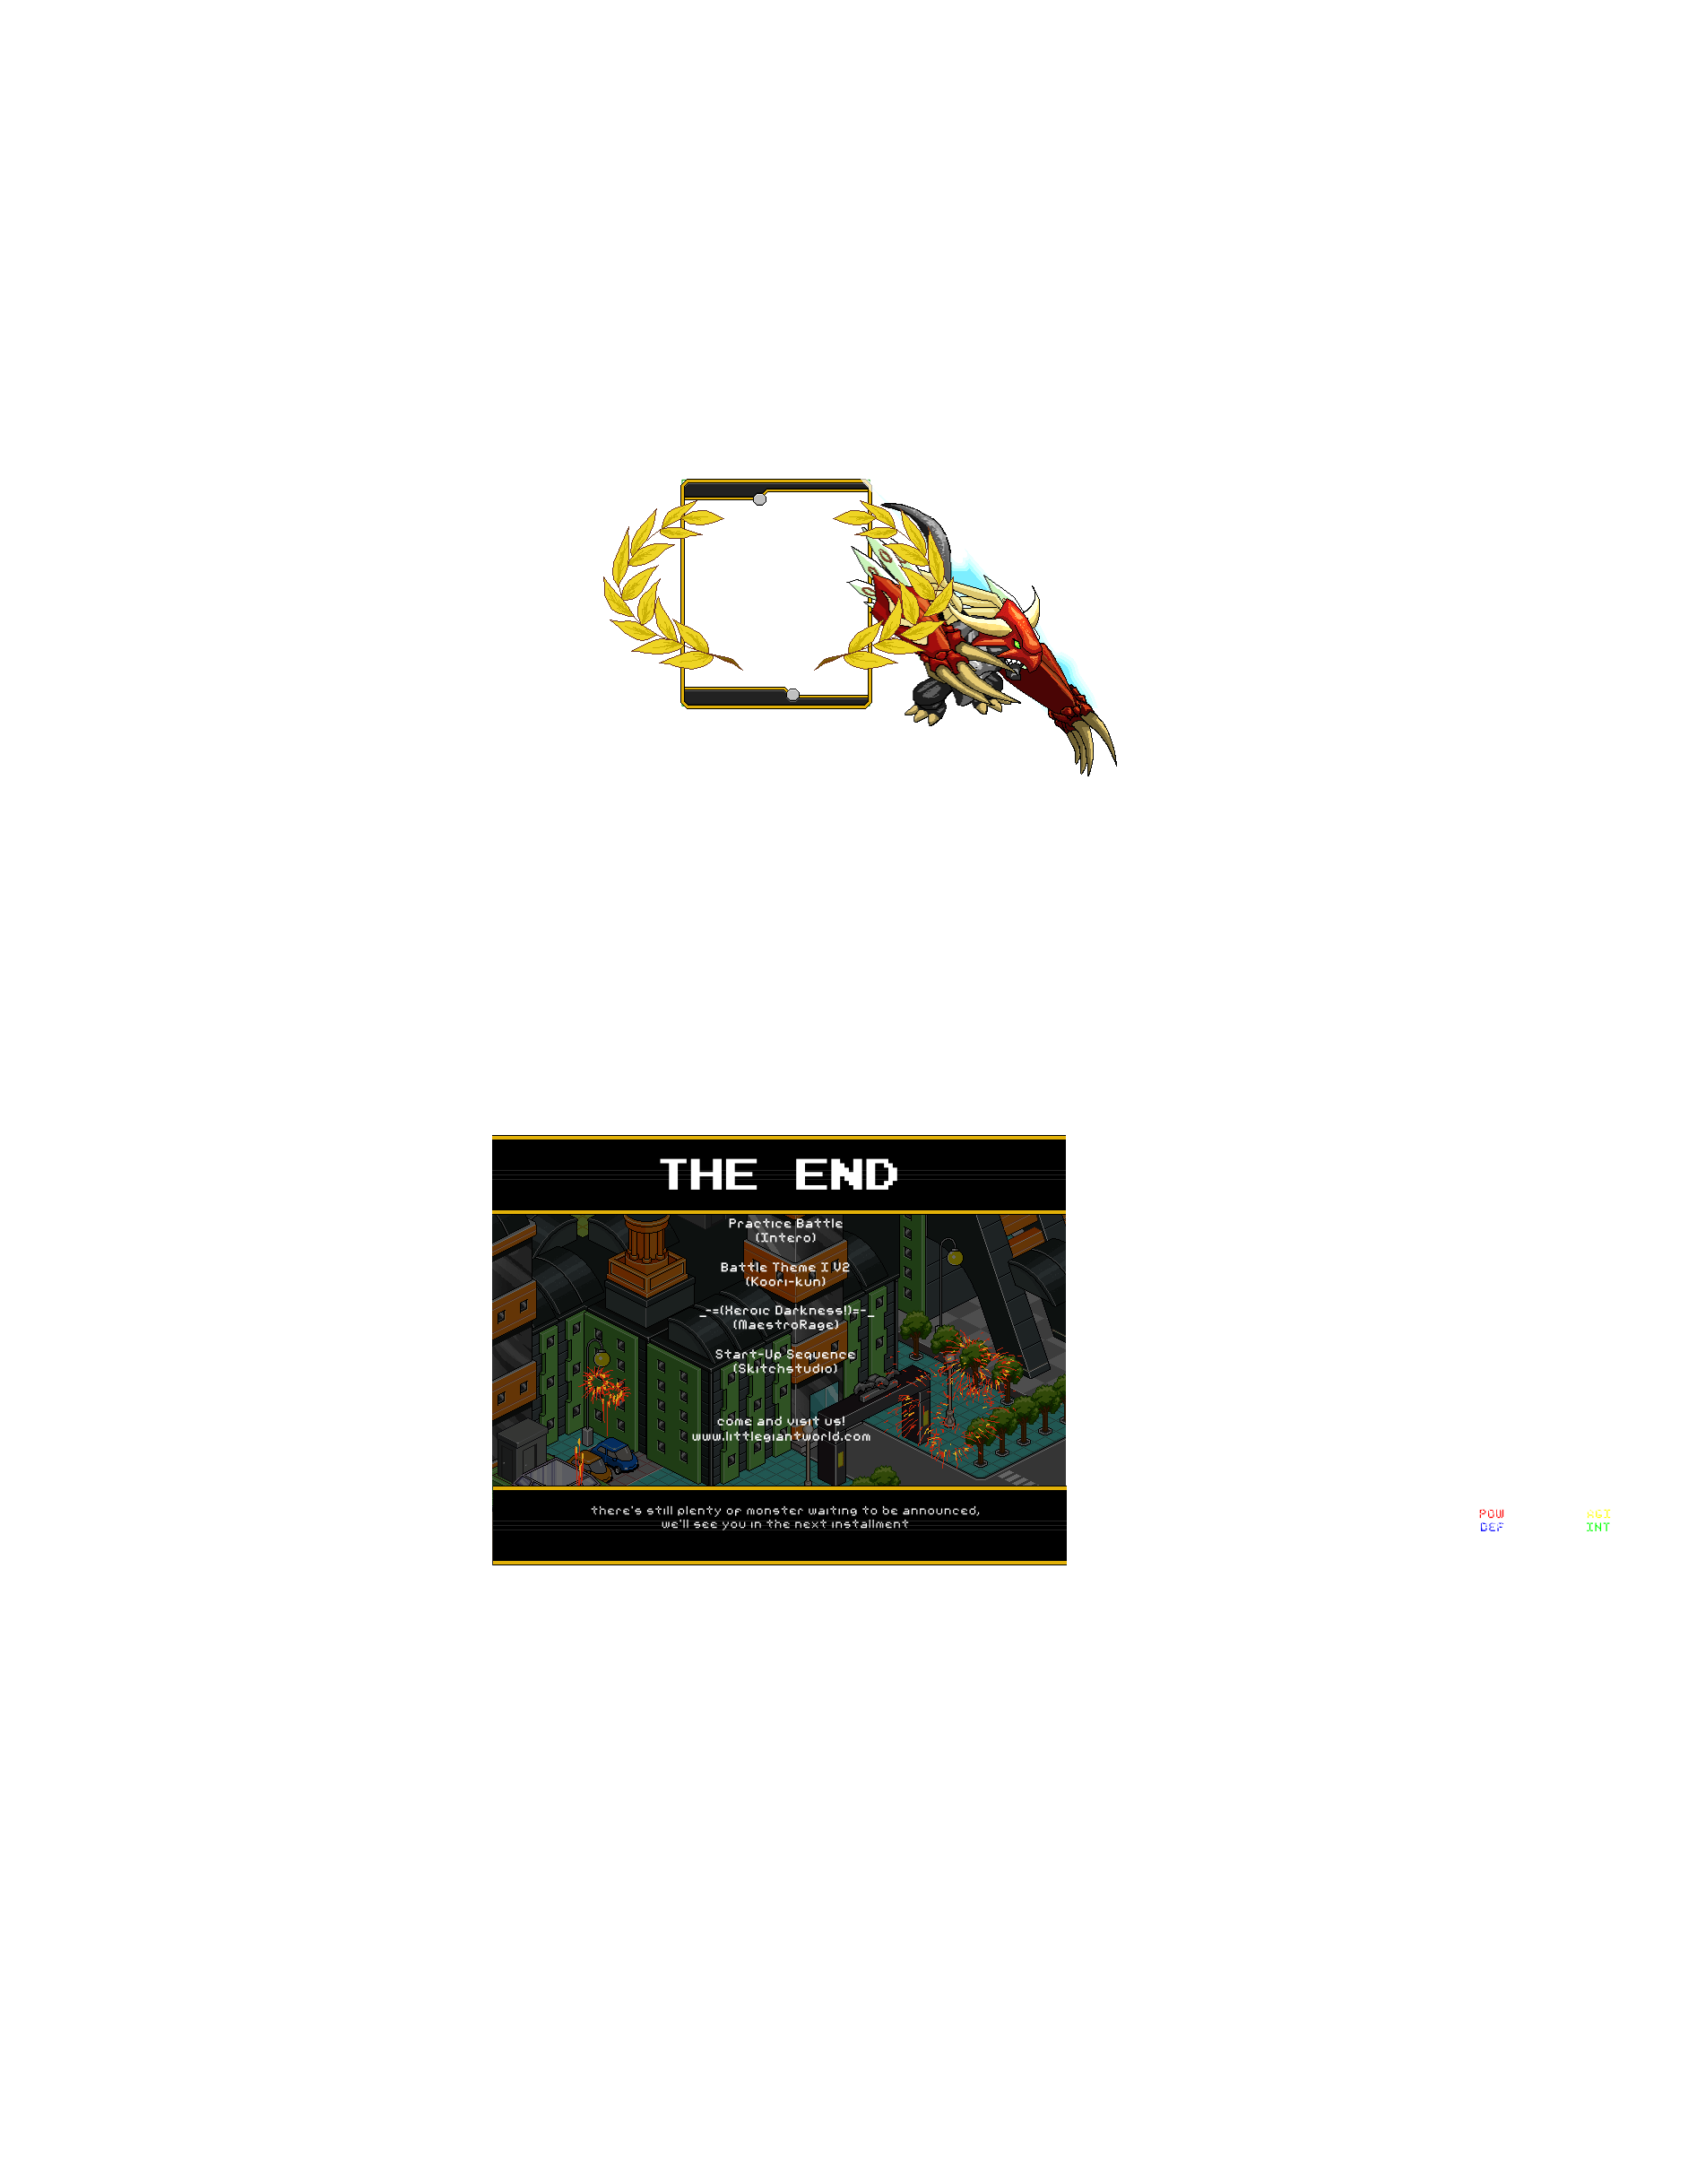 THE END
Practice Battle
(Intero)
Battle Theme I V2
(Koori-kun)
_-=(Heroic Darkness!)=-_
(MaestroRage)
Start-Up Sequence
(Skitchstudio)
come and visit us!
www.littlegiantworld.com
there's still plenty of monster waiting to be announced,
we'll see you in the next installment
POW AGI
DEF INT